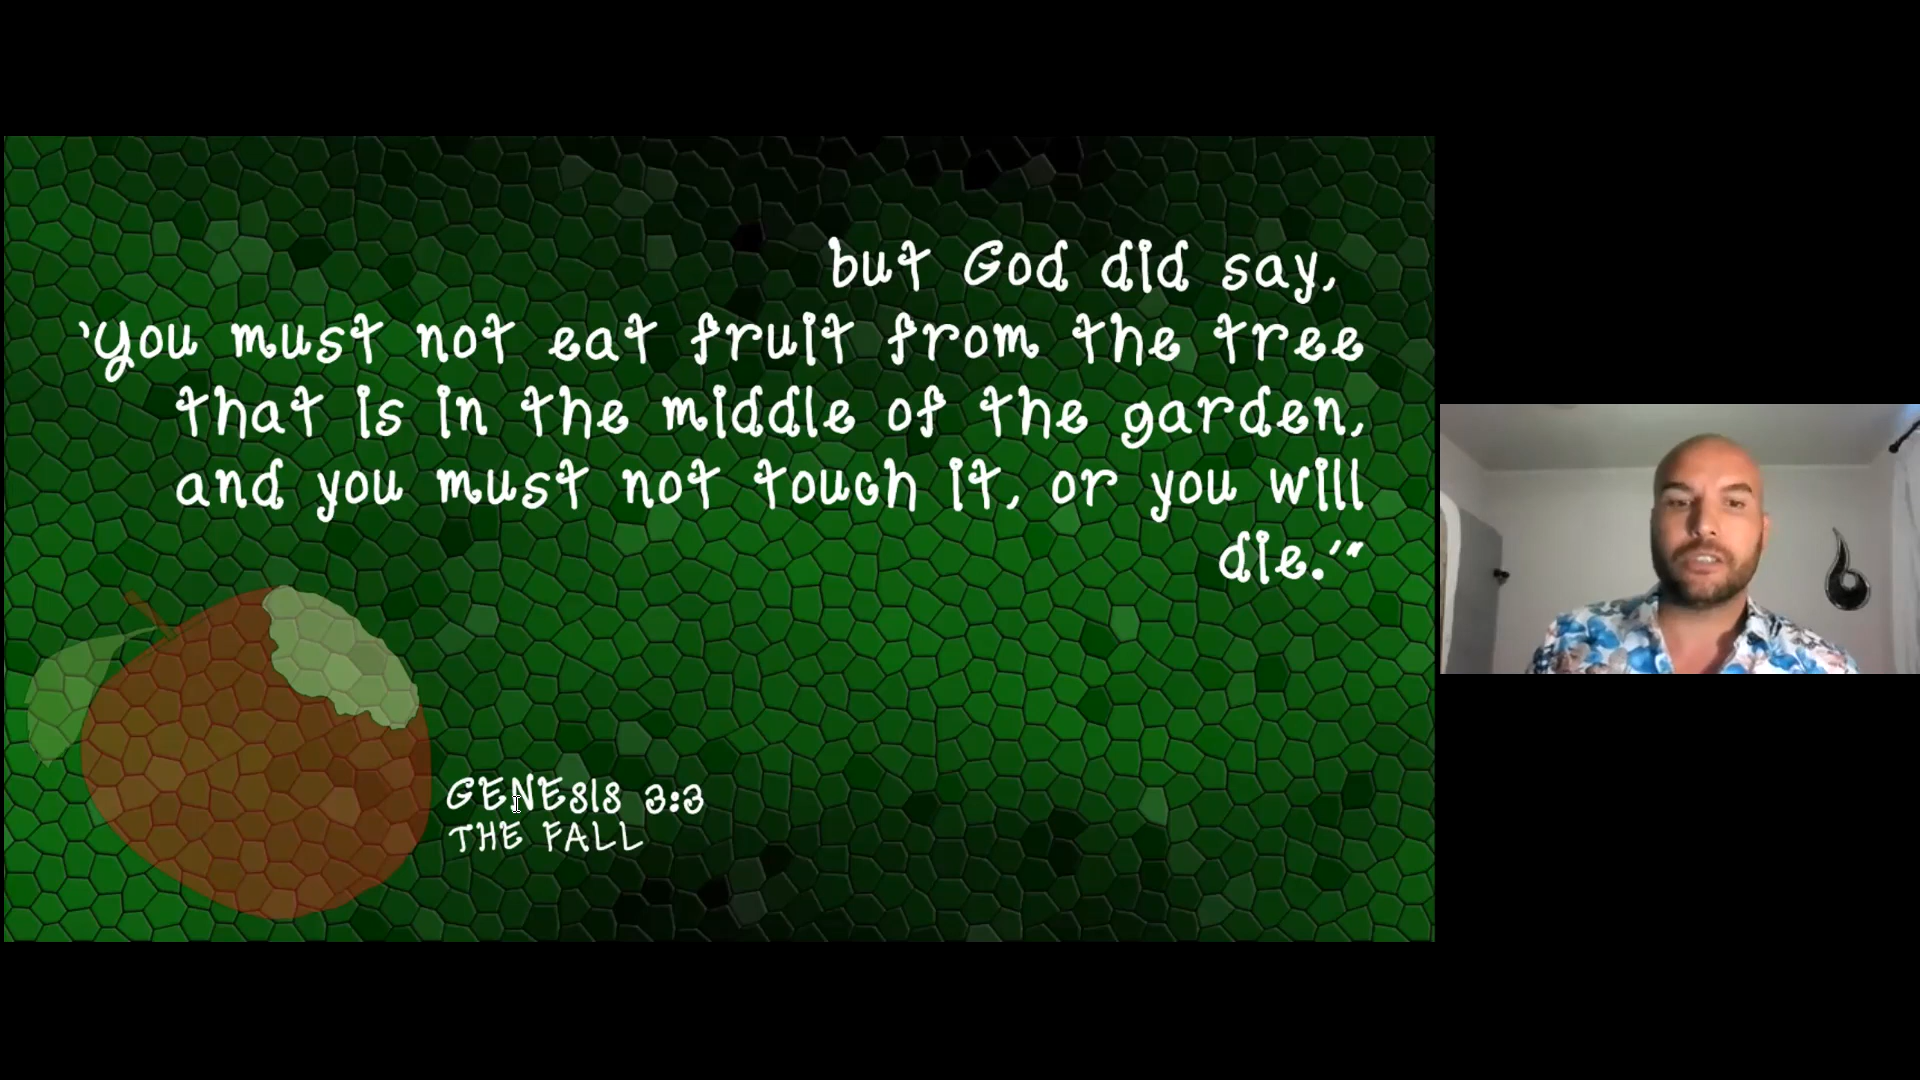 but God did say,
'You must not eat fruit from the tree
that is in the middle of the garden,
and you must not touch it, or you will
die.'"
GENESIS 3:3
THE FALL